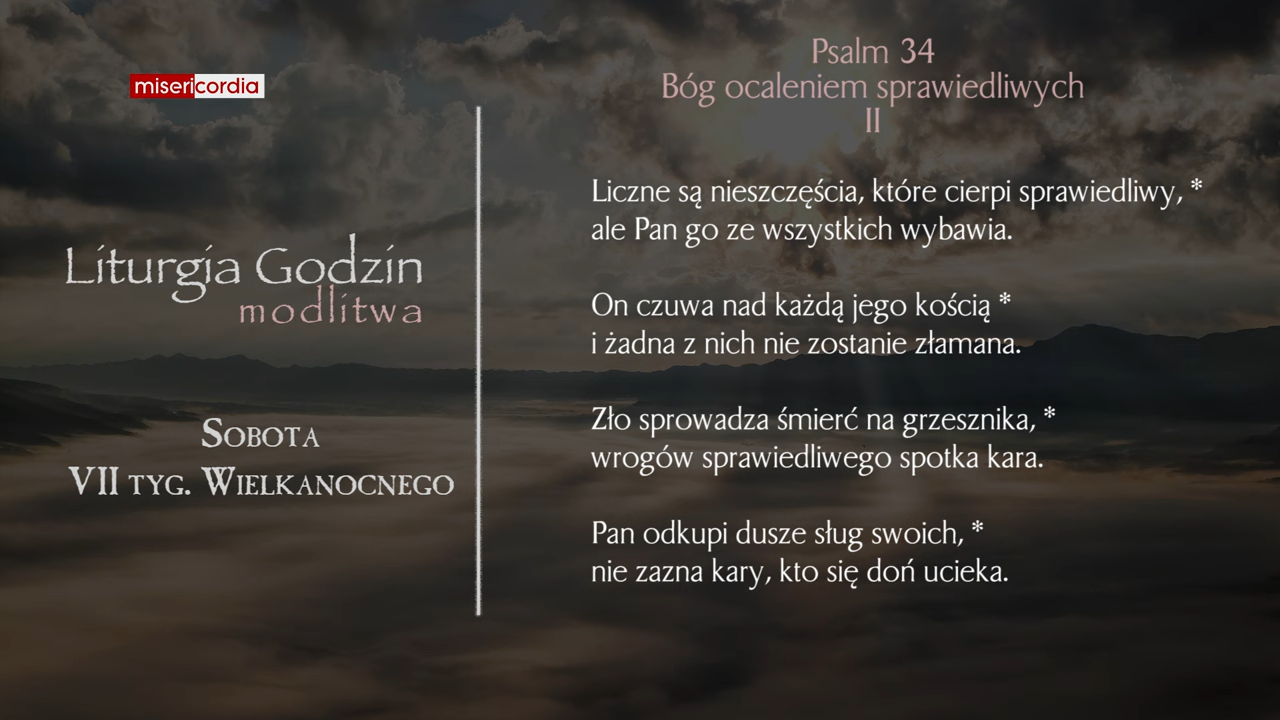 misericordia
Liturgia Godzin
modlitwa
Sobota
VII tyg. Wielkanocnego
Psalm 34
Bóg ocaleniem sprawiedliwych
II
Liczne są nieszczęścia, które cierpi sprawiedliwy, *
ale Pan go ze wszystkich wybawia.
On czuwa nad każdą jego kością *
i żadna z nich nie zostanie złamana.
Zło sprowadza śmierć na grzesznika, *
wrogów sprawiedliwego spotka kara.
Pan odkupi dusze sług swoich, *
nie zazna kary, kto się doń ucieka.